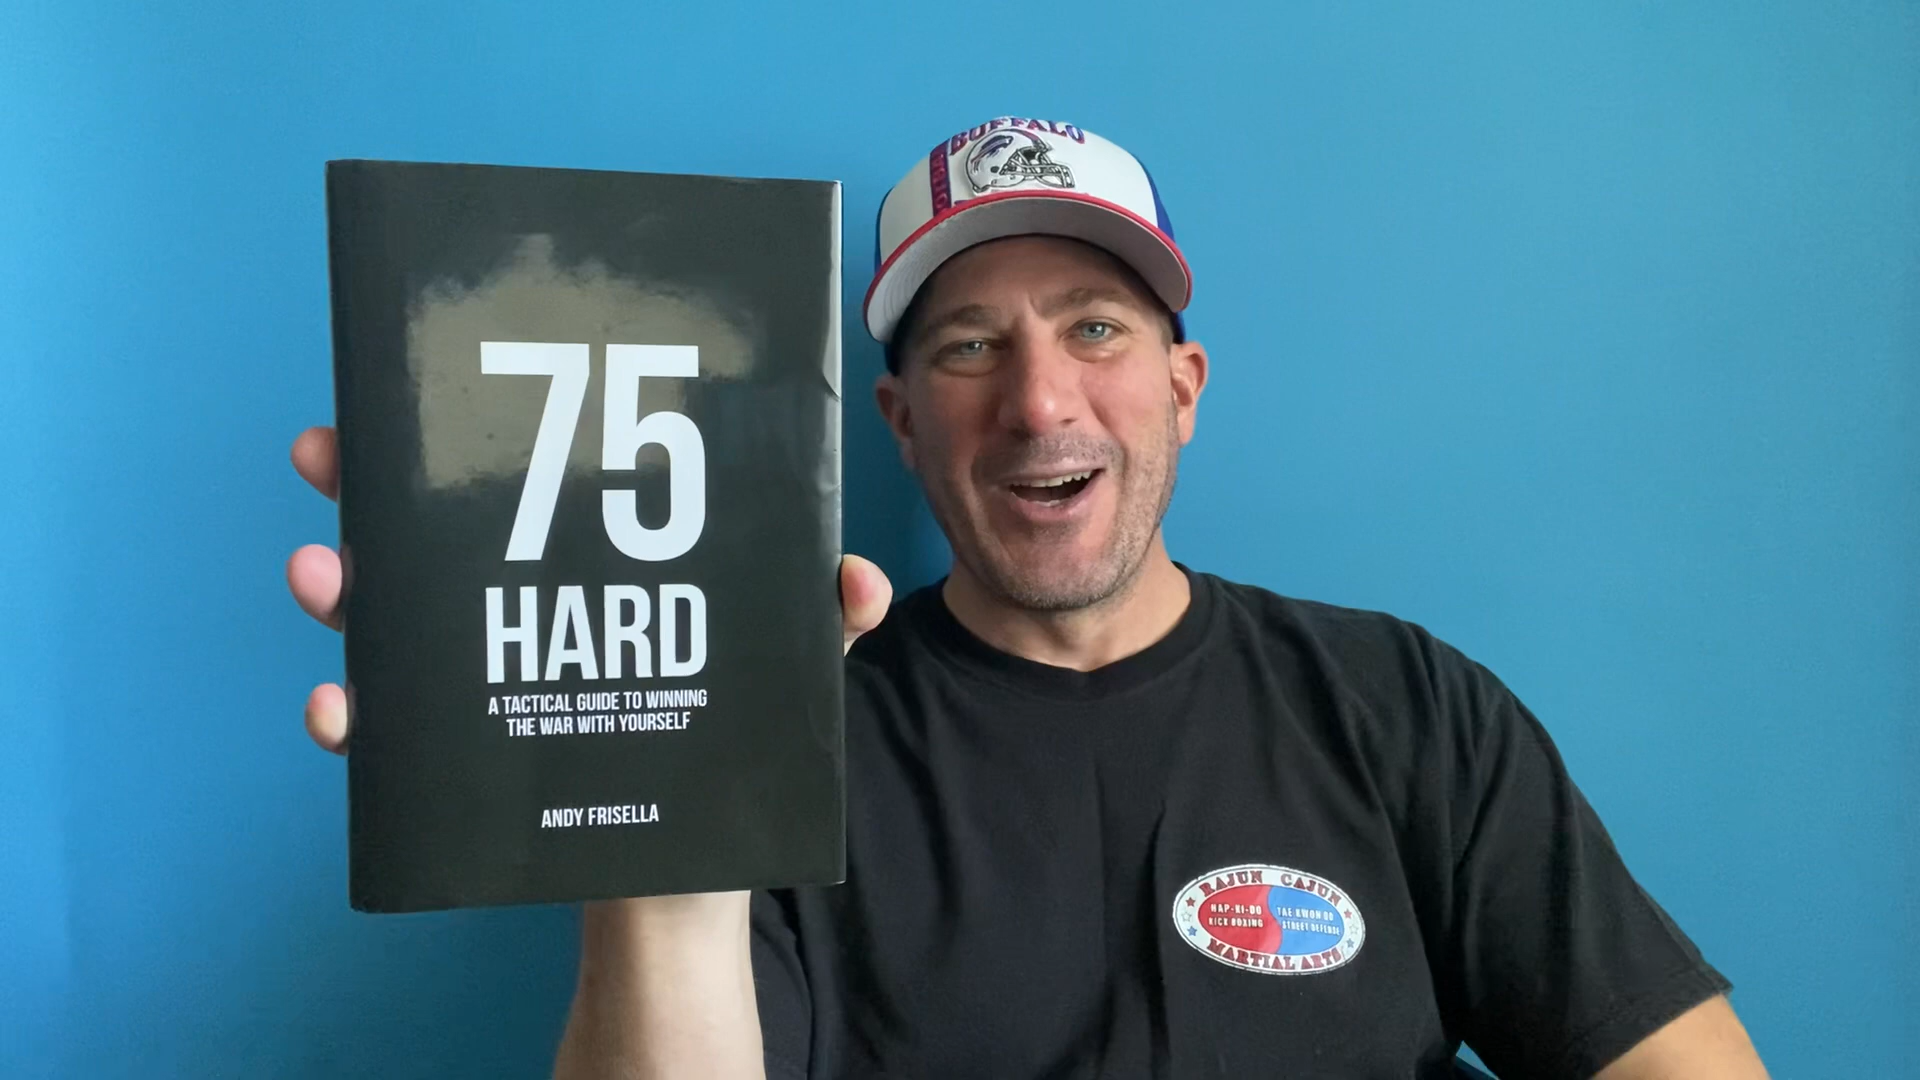 75
HARD
A TACTICAL GUIDE TO WINNING
THE WAR WITH YOURSELF
ANDY FRISELLA
BUFFALO
RAJUN CAJUN
HAP-KI-DO
KICK BOXING
TAE KWON DO
STREET DEFENSE
MARTIAL ARTS